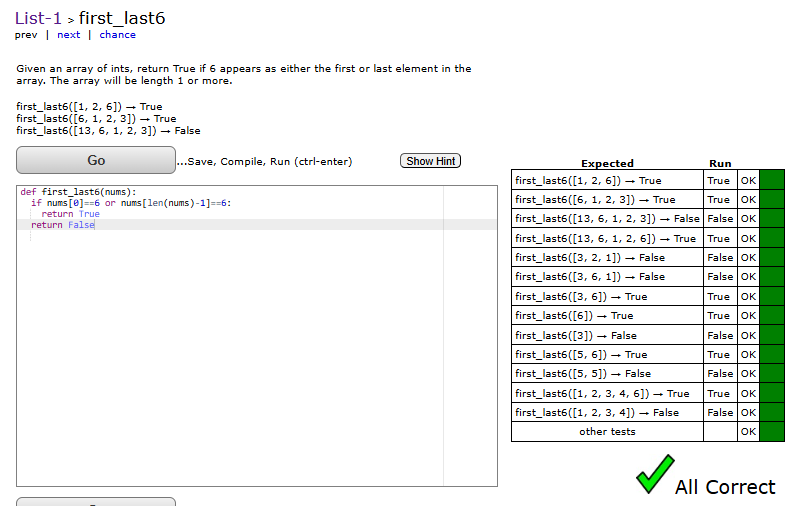 List-1 > first_last6
prev | next | chance
Given an array of ints, return True if 6 appears as either the first or last element in the
array. The array will be length 1 or more.
first_last6([1, 2, 6]) → True
first_last6([6, 1, 2, 3]) → True
first_last6([13, 6, 1, 2, 3]) → False
Go ...Save, Compile, Run (ctrl-enter) Show Hint
def first_last6(nums):
  if nums[0]==6 or nums[len(nums)-1]==6:
    return True
  return False
Expected Run
first_last6([1, 2, 6]) → True True OK
first_last6([6, 1, 2, 3]) → True True OK
first_last6([13, 6, 1, 2, 3]) → False False OK
first_last6([13, 6, 1, 2, 6]) → True True OK
first_last6([3, 2, 1]) → False False OK
first_last6([3, 6, 1]) → False False OK
first_last6([3, 6]) → True True OK
first_last6([6]) → True True OK
first_last6([3]) → False False OK
first_last6([5, 6]) → True True OK
first_last6([5, 5]) → False False OK
first_last6([1, 2, 3, 4, 6]) → True True OK
first_last6([1, 2, 3, 4]) → False False OK
other tests OK
All Correct